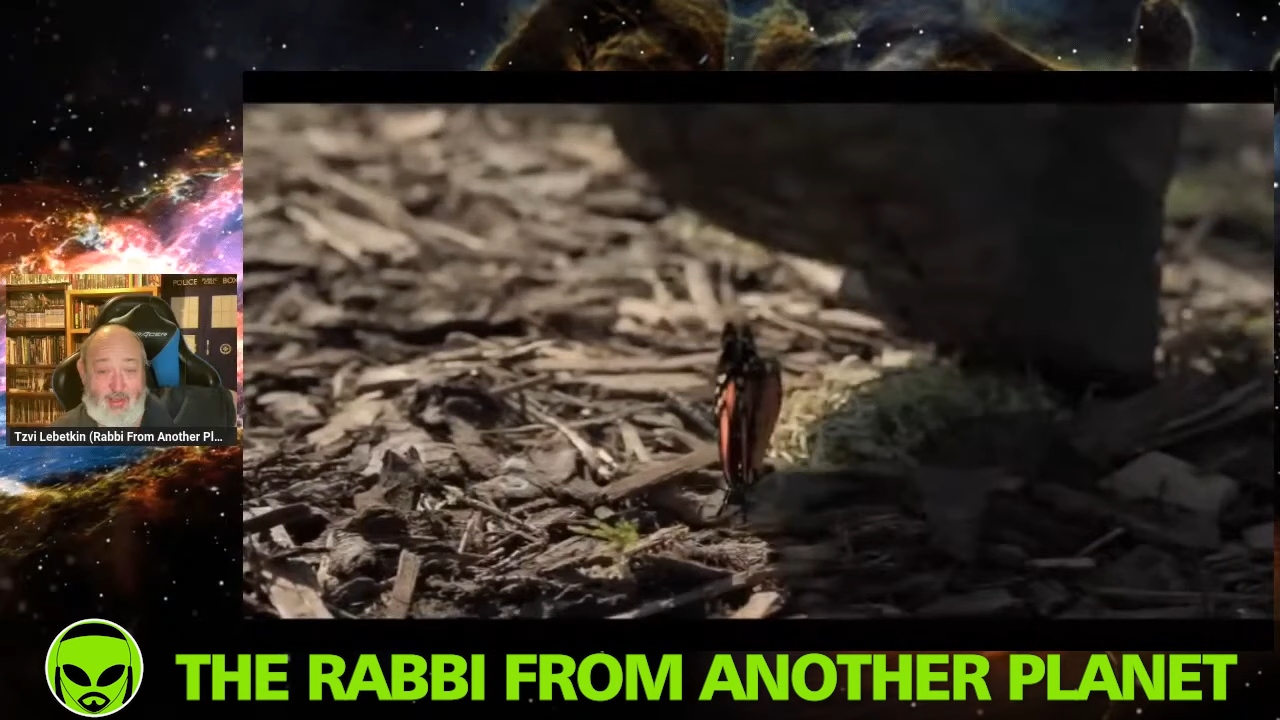 POLICE BOX
Tzvi Lebetkin (Rabbi From Another Pl...
THE RABBI FROM ANOTHER PLANET